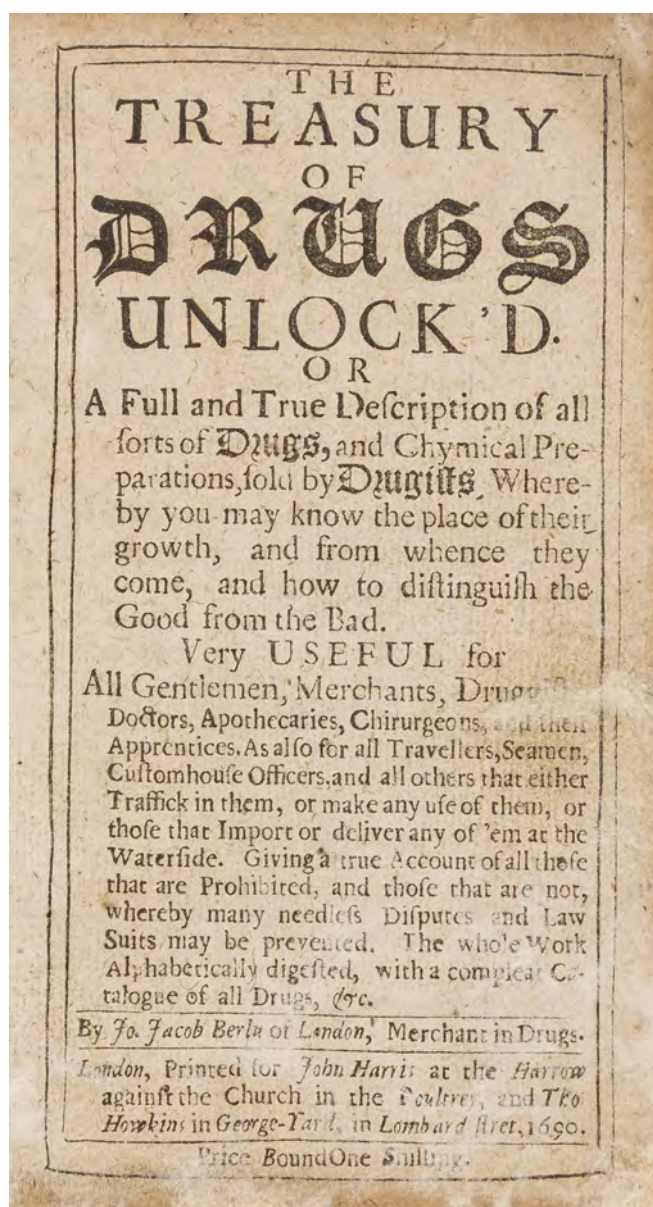 THE
TREASURY
OF
DRUGS
UNLOCK'D.
OR
A Full and True Deſcription of all
ſorts of Drugs, and Chymical Pre-
parations, ſold by Drugiſts, Where-
by you may know the place of their
growth, and from whence they
come, and how to diſtinguiſh the
Good from the Bad.
Very USEFUL for
All Gentlemen, Merchants,
Doctors, Apothecaries, Chirurgeons, and their
Apprentices. As alſo for all Travellers, Seamen,
Cuſtomhouſe Officers, and all others that either
Traffick in them, or make any uſe of them, or
thoſe that Import or deliver any of 'em at the
Waterſide. Giving a true Account of all thoſe
that are Prohibited, and thoſe that are not,
whereby many needleſs Diſputes and Law
Suits may be prevented. The whole Work
Alphabetically digeſted, with a compleat Ca-
talogue of all Drugs, &c.
By Jo. Jacob Berlu of London, Merchant in Drugs.
London, Printed for John Harris at the Harrow
againſt the Church in the Poultrey, and Tho
Howkins in George-Yard, in Lombard ſtret, 1690.
Price Bound One Shilling.